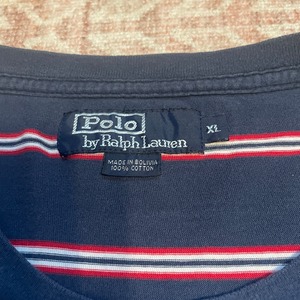 Polo
by Ralph Lauren
XL
MADE IN BOLIVIA
100% COTTON